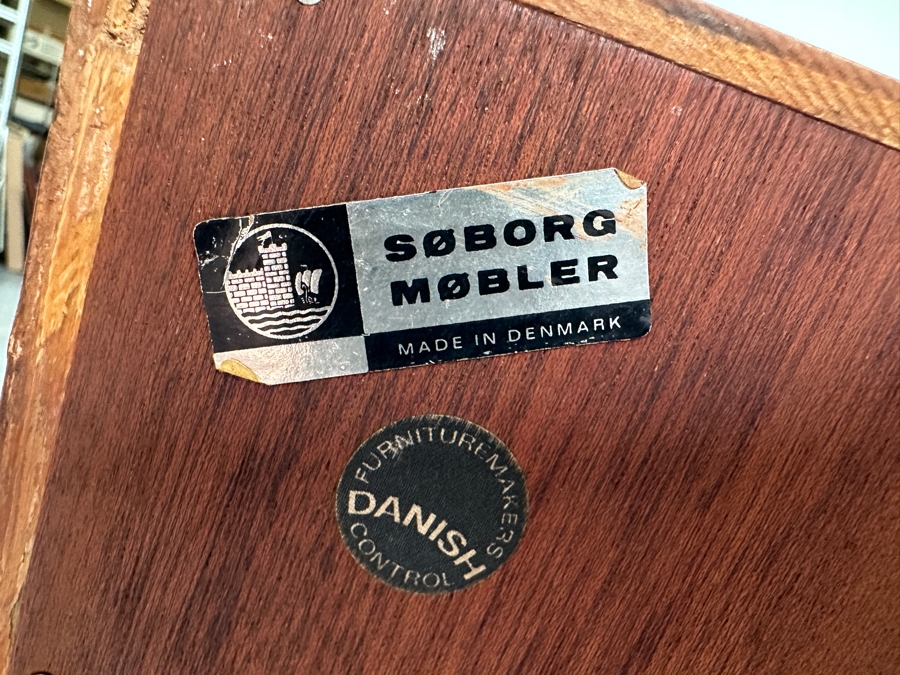 SØBORG
MØBLER
MADE IN DENMARK
FURNITUREMAKERS
DANISH
CONTROL